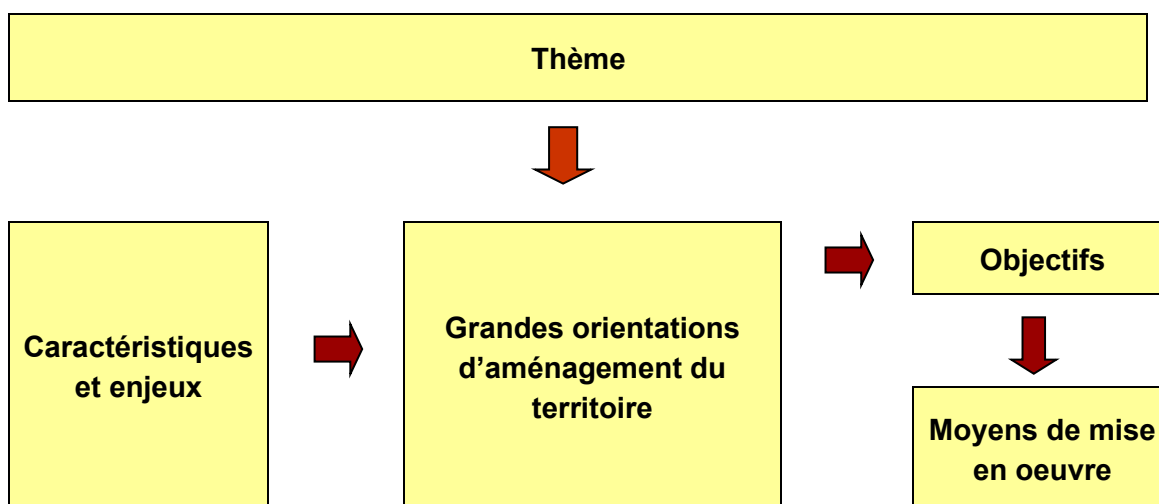 Thème
Caractéristiques
et enjeux
Grandes orientations
d’aménagement du
territoire
Objectifs
Moyens de mise
en oeuvre